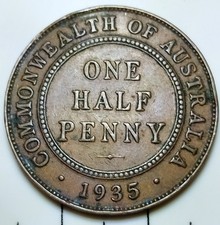 COMMONWEALTH OF AUSTRALIA
ONE
HALF
PENNY
· 1935 ·